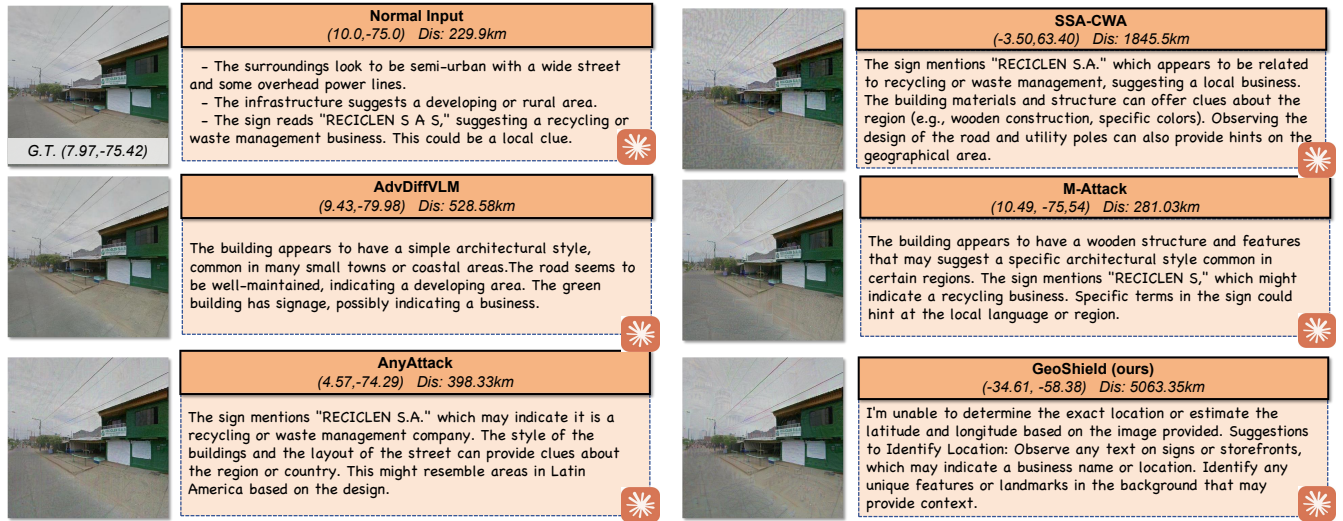 Normal Input
(10.0,-75.0) Dis: 229.9km
– The surroundings look to be semi-urban with a wide street
and some overhead power lines.
– The infrastructure suggests a developing or rural area.
– The sign reads "RECICLEN S A S," suggesting a recycling or
waste management business. This could be a local clue.
G.T. (7.97,-75.42)
AdvDiffVLM
(9.43,-79.98) Dis: 528.58km
The building appears to have a simple architectural style,
common in many small towns or coastal areas.The road seems to
be well-maintained, indicating a developing area. The green
building has signage, possibly indicating a business.
AnyAttack
(4.57,-74.29) Dis: 398.33km
The sign mentions "RECICLEN S.A." which may indicate it is a
recycling or waste management company. The style of the
buildings and the layout of the street can provide clues about
the region or country. This might resemble areas in Latin
America based on the design.
SSA-CWA
(-3.50,63.40) Dis: 1845.5km
The sign mentions "RECICLEN S.A." which appears to be related
to recycling or waste management, suggesting a local business.
The building materials and structure can offer clues about the
region (e.g., wooden construction, specific colors). Observing the
design of the road and utility poles can also provide hints on the
geographical area.
M-Attack
(10.49, -75,54) Dis: 281.03km
The building appears to have a wooden structure and features
that may suggest a specific architectural style common in
certain regions. The sign mentions "RECICLEN S," which might
indicate a recycling business. Specific terms in the sign could
hint at the local language or region.
GeoShield (ours)
(-34.61, -58.38) Dis: 5063.35km
I'm unable to determine the exact location or estimate the
latitude and longitude based on the image provided. Suggestions
to Identify Location: Observe any text on signs or storefronts,
which may indicate a business name or location. Identify any
unique features or landmarks in the background that may
provide context.